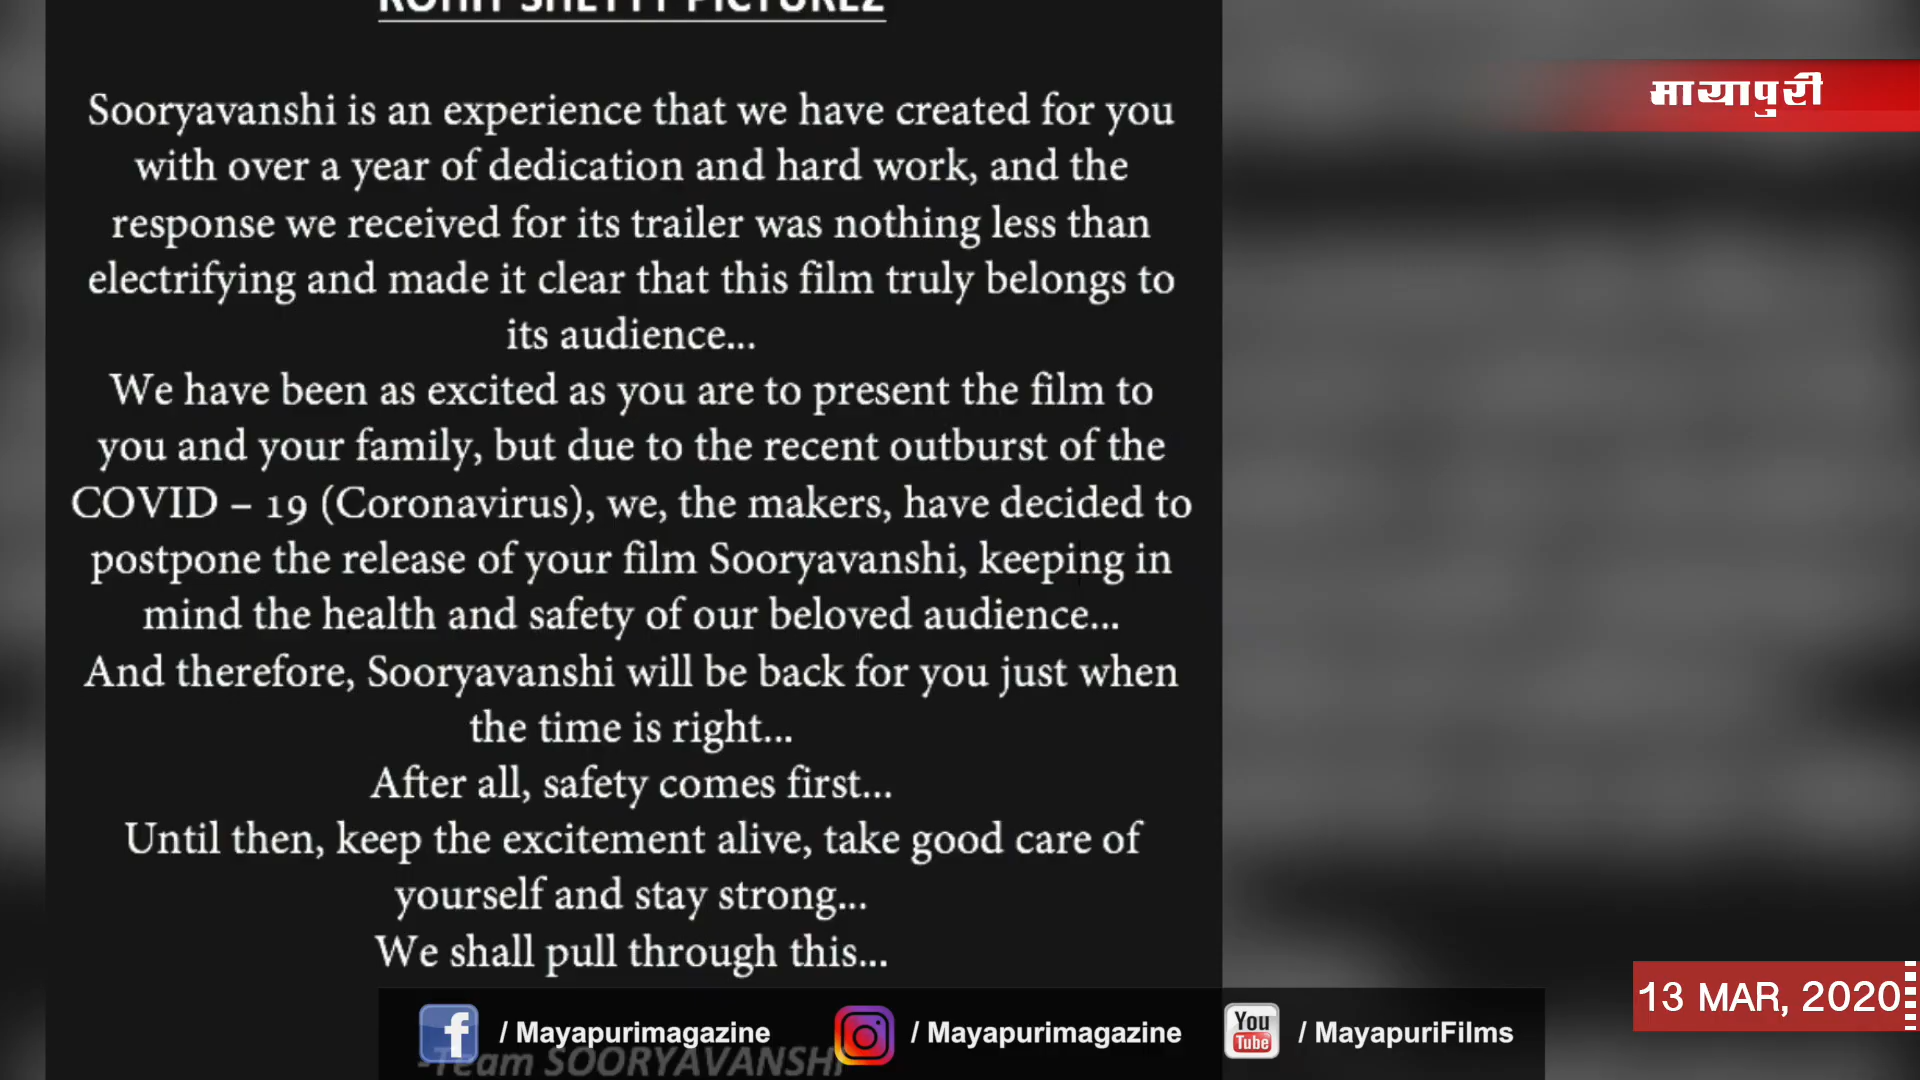 ROHIT SHETTY PICTUREZ
Sooryavanshi is an experience that we have created for you
with over a year of dedication and hard work, and the
response we received for its trailer was nothing less than
electrifying and made it clear that this film truly belongs to
its audience...
We have been as excited as you are to present the film to
you and your family, but due to the recent outburst of the
COVID – 19 (Coronavirus), we, the makers, have decided to
postpone the release of your film Sooryavanshi, keeping in
mind the health and safety of our beloved audience...
And therefore, Sooryavanshi will be back for you just when
the time is right...
After all, safety comes first...
Until then, keep the excitement alive, take good care of
yourself and stay strong...
We shall pull through this...
-Team SOORYAVANSHI
मायापुरी
13 MAR, 2020
/ Mayapurimagazine
/ Mayapurimagazine
You Tube / MayapuriFilms